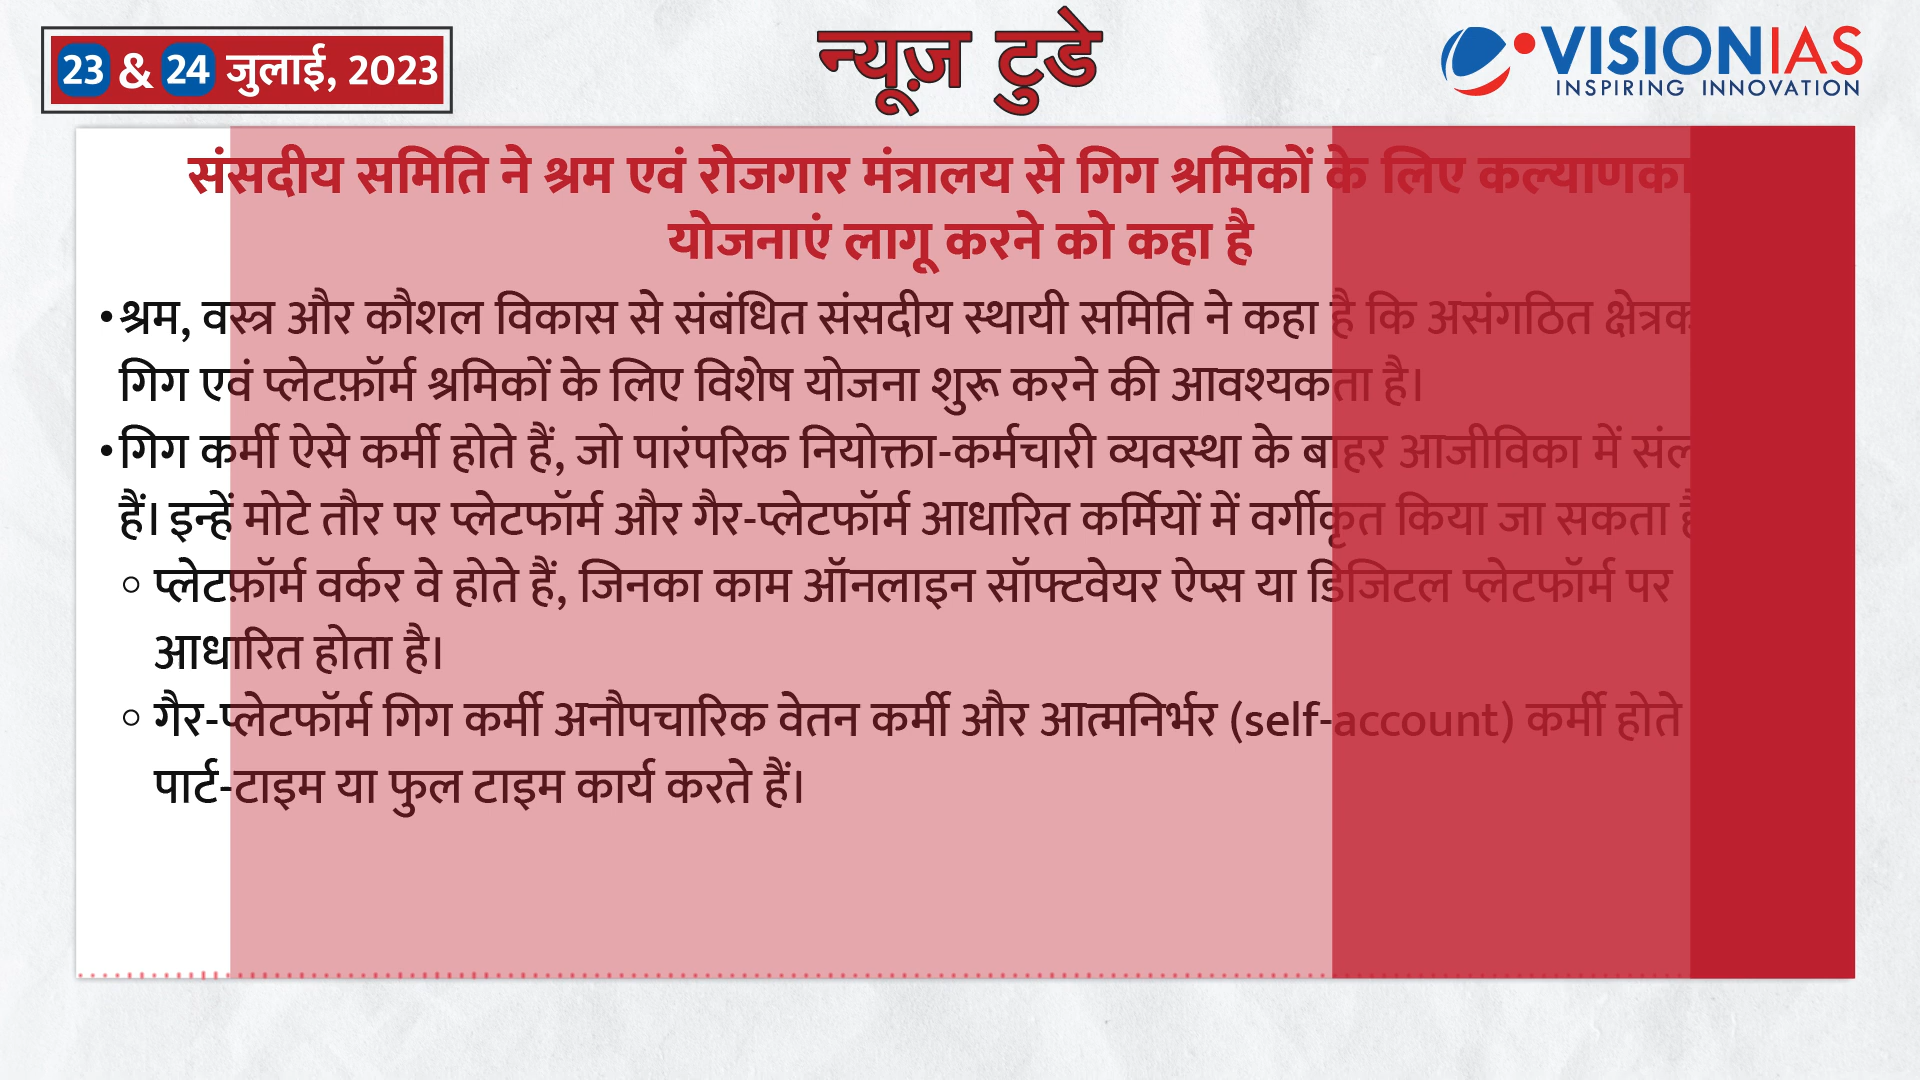 23 & 24 जुलाई, 2023
न्यूज़ टुडे
VISIONIAS
INSPIRING INNOVATION
संसदीय समिति ने श्रम एवं रोजगार मंत्रालय से गिग श्रमिकों के लिए
योजनाएं लागू करने को कहा है
•श्रम, वस्त्र और कौशल विकास से संबंधित संसदीय स्थायी समिति ने कहा है कि असंगठित
गिग एवं प्लेटफ़ॉर्म श्रमिकों के लिए विशेष योजना शुरू करने की आवश्यकता है।
•गिग कर्मी ऐसे कर्मी होते हैं, जो पारंपरिक नियोक्ता-कर्मचारी व्यवस्था के बाहर आजीविका में
हैं। इन्हें मोटे तौर पर प्लेटफॉर्म और गैर-प्लेटफॉर्म आधारित कर्मियों में वर्गीकृत किया जा सकता
○ प्लेटफ़ॉर्म वर्कर वे होते हैं, जिनका काम ऑनलाइन सॉफ्टवेयर ऐप्स या डिजिटल प्लेटफॉर्म पर
आधारित होता है।
○ गैर-प्लेटफॉर्म गिग कर्मी अनौपचारिक वेतन कर्मी और आत्मनिर्भर (self-account) कर्मी होते
पार्ट-टाइम या फुल टाइम कार्य करते हैं।